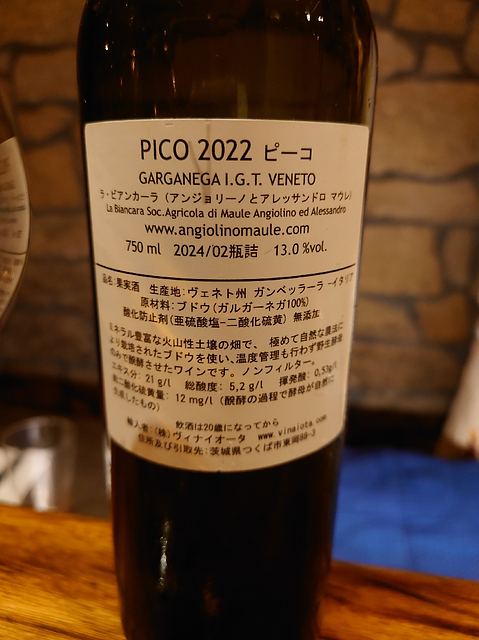 PICO 2022 ピーコ
GARGANEGA I.G.T. VENETO
ラ・ビアンカーラ (アンジョリーノとアレッサンドロ マウレ)
La Biancara Soc.Agricola di Maule Angiolino ed Alessandro
www.angiolinomaule.com
750 ml 2024/02瓶詰 13.0 %vol.
品名:果実酒 生産地:ヴェネト州 ガンベッラーラ -イタリア
原材料:ブドウ(ガルガーネガ100%)
酸化防止剤(亜硫酸塩-二酸化硫黄) 無添加
ミネラル豊富な火山性土壌の畑で、極めて自然な農法に
より栽培されたブドウを使い、温度管理も行わず野生酵母
のみで醗酵させたワインです。ノンフィルター。
エキス分: 21 g/l 総酸度: 5,2 g/l 揮発酸: 0,53g/l
総二酸化硫黄量: 12 mg/l (醗酵の過程で酵母が自然に
生成したもの)
飲酒は20歳になってから
輸入者:(株)ヴィナイオータ www.vinaiota.com
住所及び引取先:茨城県つくば市東岡88-3